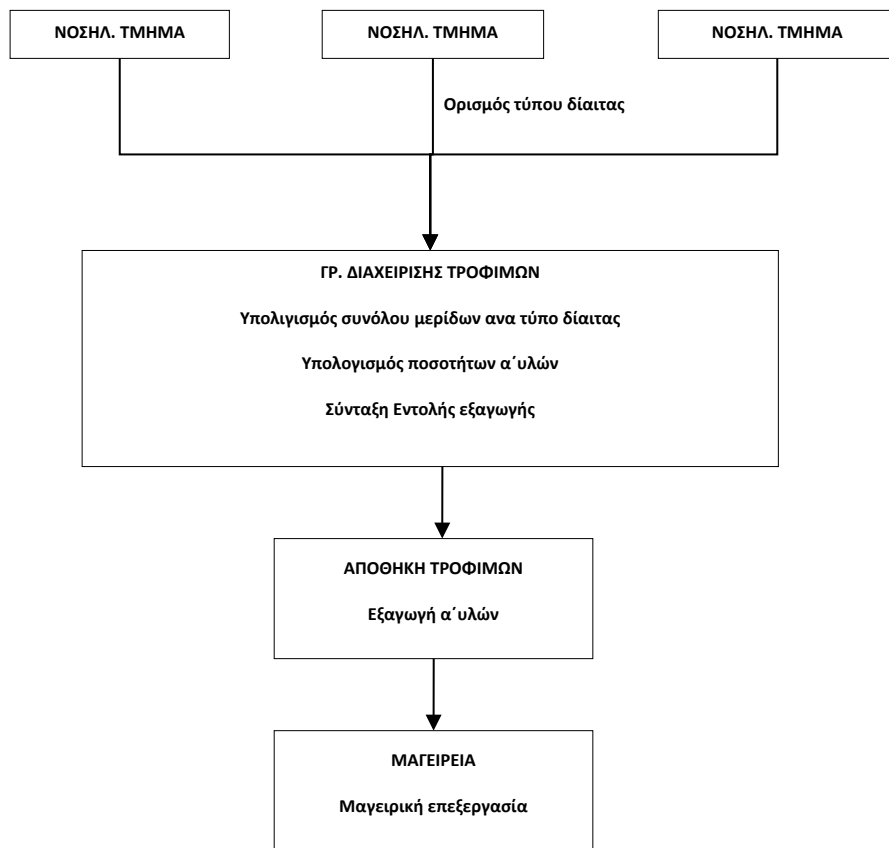 ΝΟΣΗΛ. ΤΜΗΜΑ
ΝΟΣΗΛ. ΤΜΗΜΑ
ΝΟΣΗΛ. ΤΜΗΜΑ
Ορισμός τύπου δίαιτας
ΓΡ. ΔΙΑΧΕΙΡΙΣΗΣ ΤΡΟΦΙΜΩΝ
Υπολιγισμός συνόλου μερίδων ανα τύπο δίαιτας
Υπολογισμός ποσοτήτων α΄υλών
Σύνταξη Εντολής εξαγωγής
ΑΠΟΘΗΚΗ ΤΡΟΦΙΜΩΝ
Εξαγωγή α΄υλών
ΜΑΓΕΙΡΕΙΑ
Μαγειρική επεξεργασία